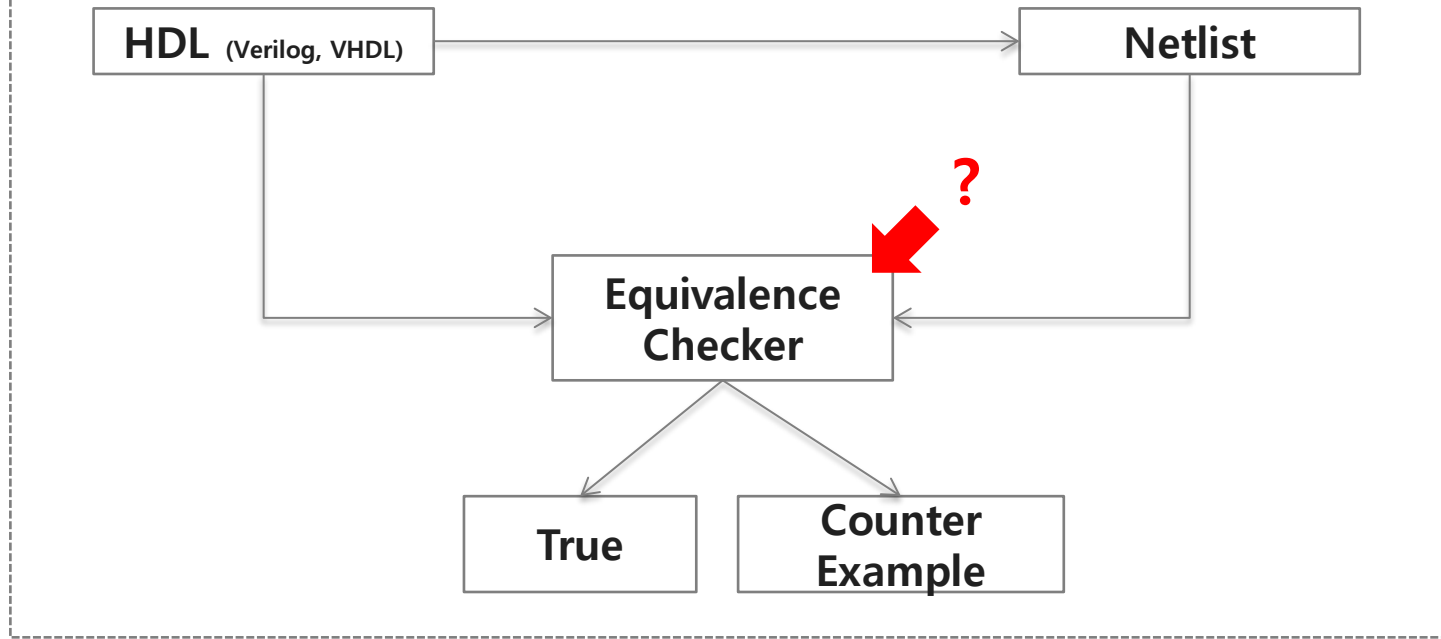 HDL (Verilog, VHDL)
Netlist
?
Equivalence
Checker
True
Counter
Example